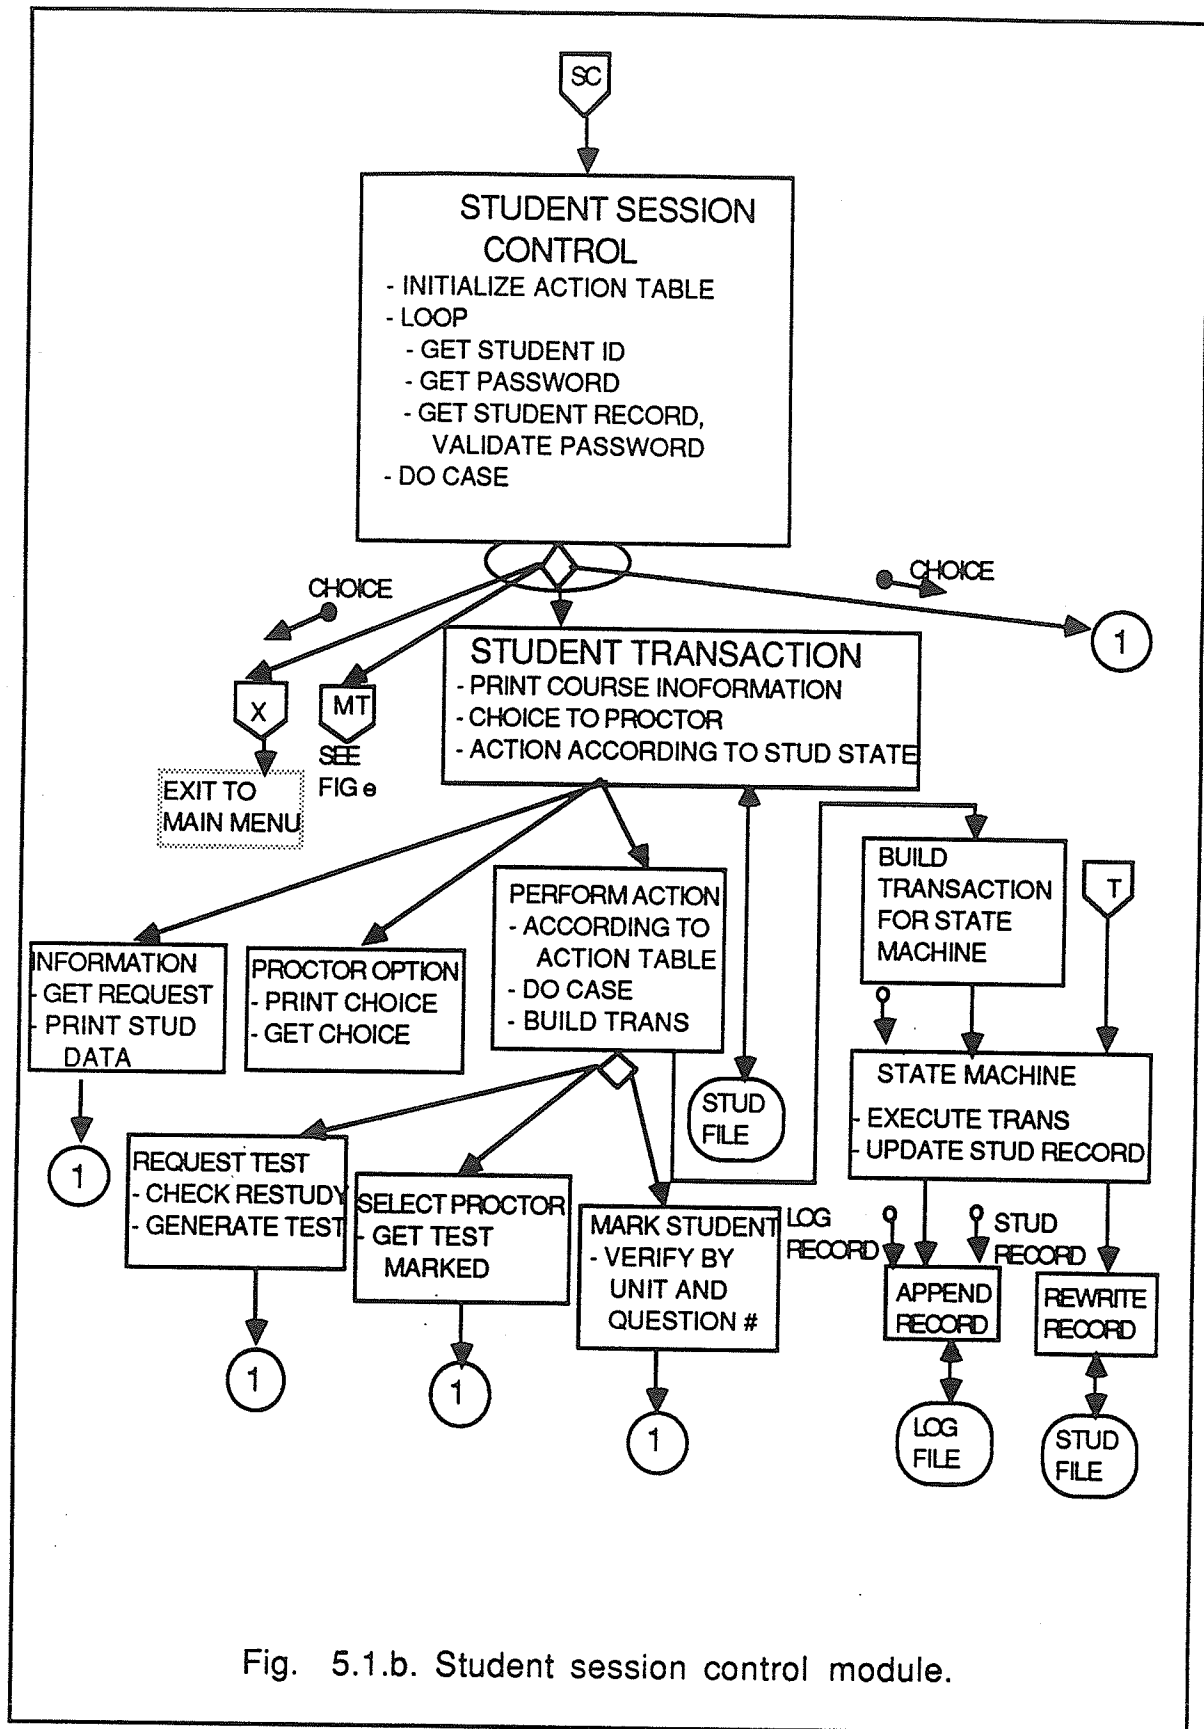 SC
STUDENT SESSION
CONTROL
- INITIALIZE ACTION TABLE
- LOOP
- GET STUDENT ID
- GET PASSWORD
- GET STUDENT RECORD,
VALIDATE PASSWORD
- DO CASE
CHOICE
CHOICE
1
X
MT
SEE
FIG e
EXIT TO
MAIN MENU
STUDENT TRANSACTION
- PRINT COURSE INOFORMATION
- CHOICE TO PROCTOR
- ACTION ACCORDING TO STUD STATE
INFORMATION
- GET REQUEST
- PRINT STUD
DATA
1
PROCTOR OPTION
- PRINT CHOICE
- GET CHOICE
PERFORM ACTION
- ACCORDING TO
ACTION TABLE
- DO CASE
- BUILD TRANS
STUD
FILE
BUILD
TRANSACTION
FOR STATE
MACHINE
T
STATE MACHINE
- EXECUTE TRANS
- UPDATE STUD RECORD
REQUEST TEST
- CHECK RESTUDY
- GENERATE TEST
1
SELECT PROCTOR
- GET TEST
MARKED
1
MARK STUDENT
- VERIFY BY
UNIT AND
QUESTION #
1
LOG
RECORD
STUD
RECORD
APPEND
RECORD
REWRITE
RECORD
LOG
FILE
STUD
FILE
Fig. 5.1.b. Student session control module.